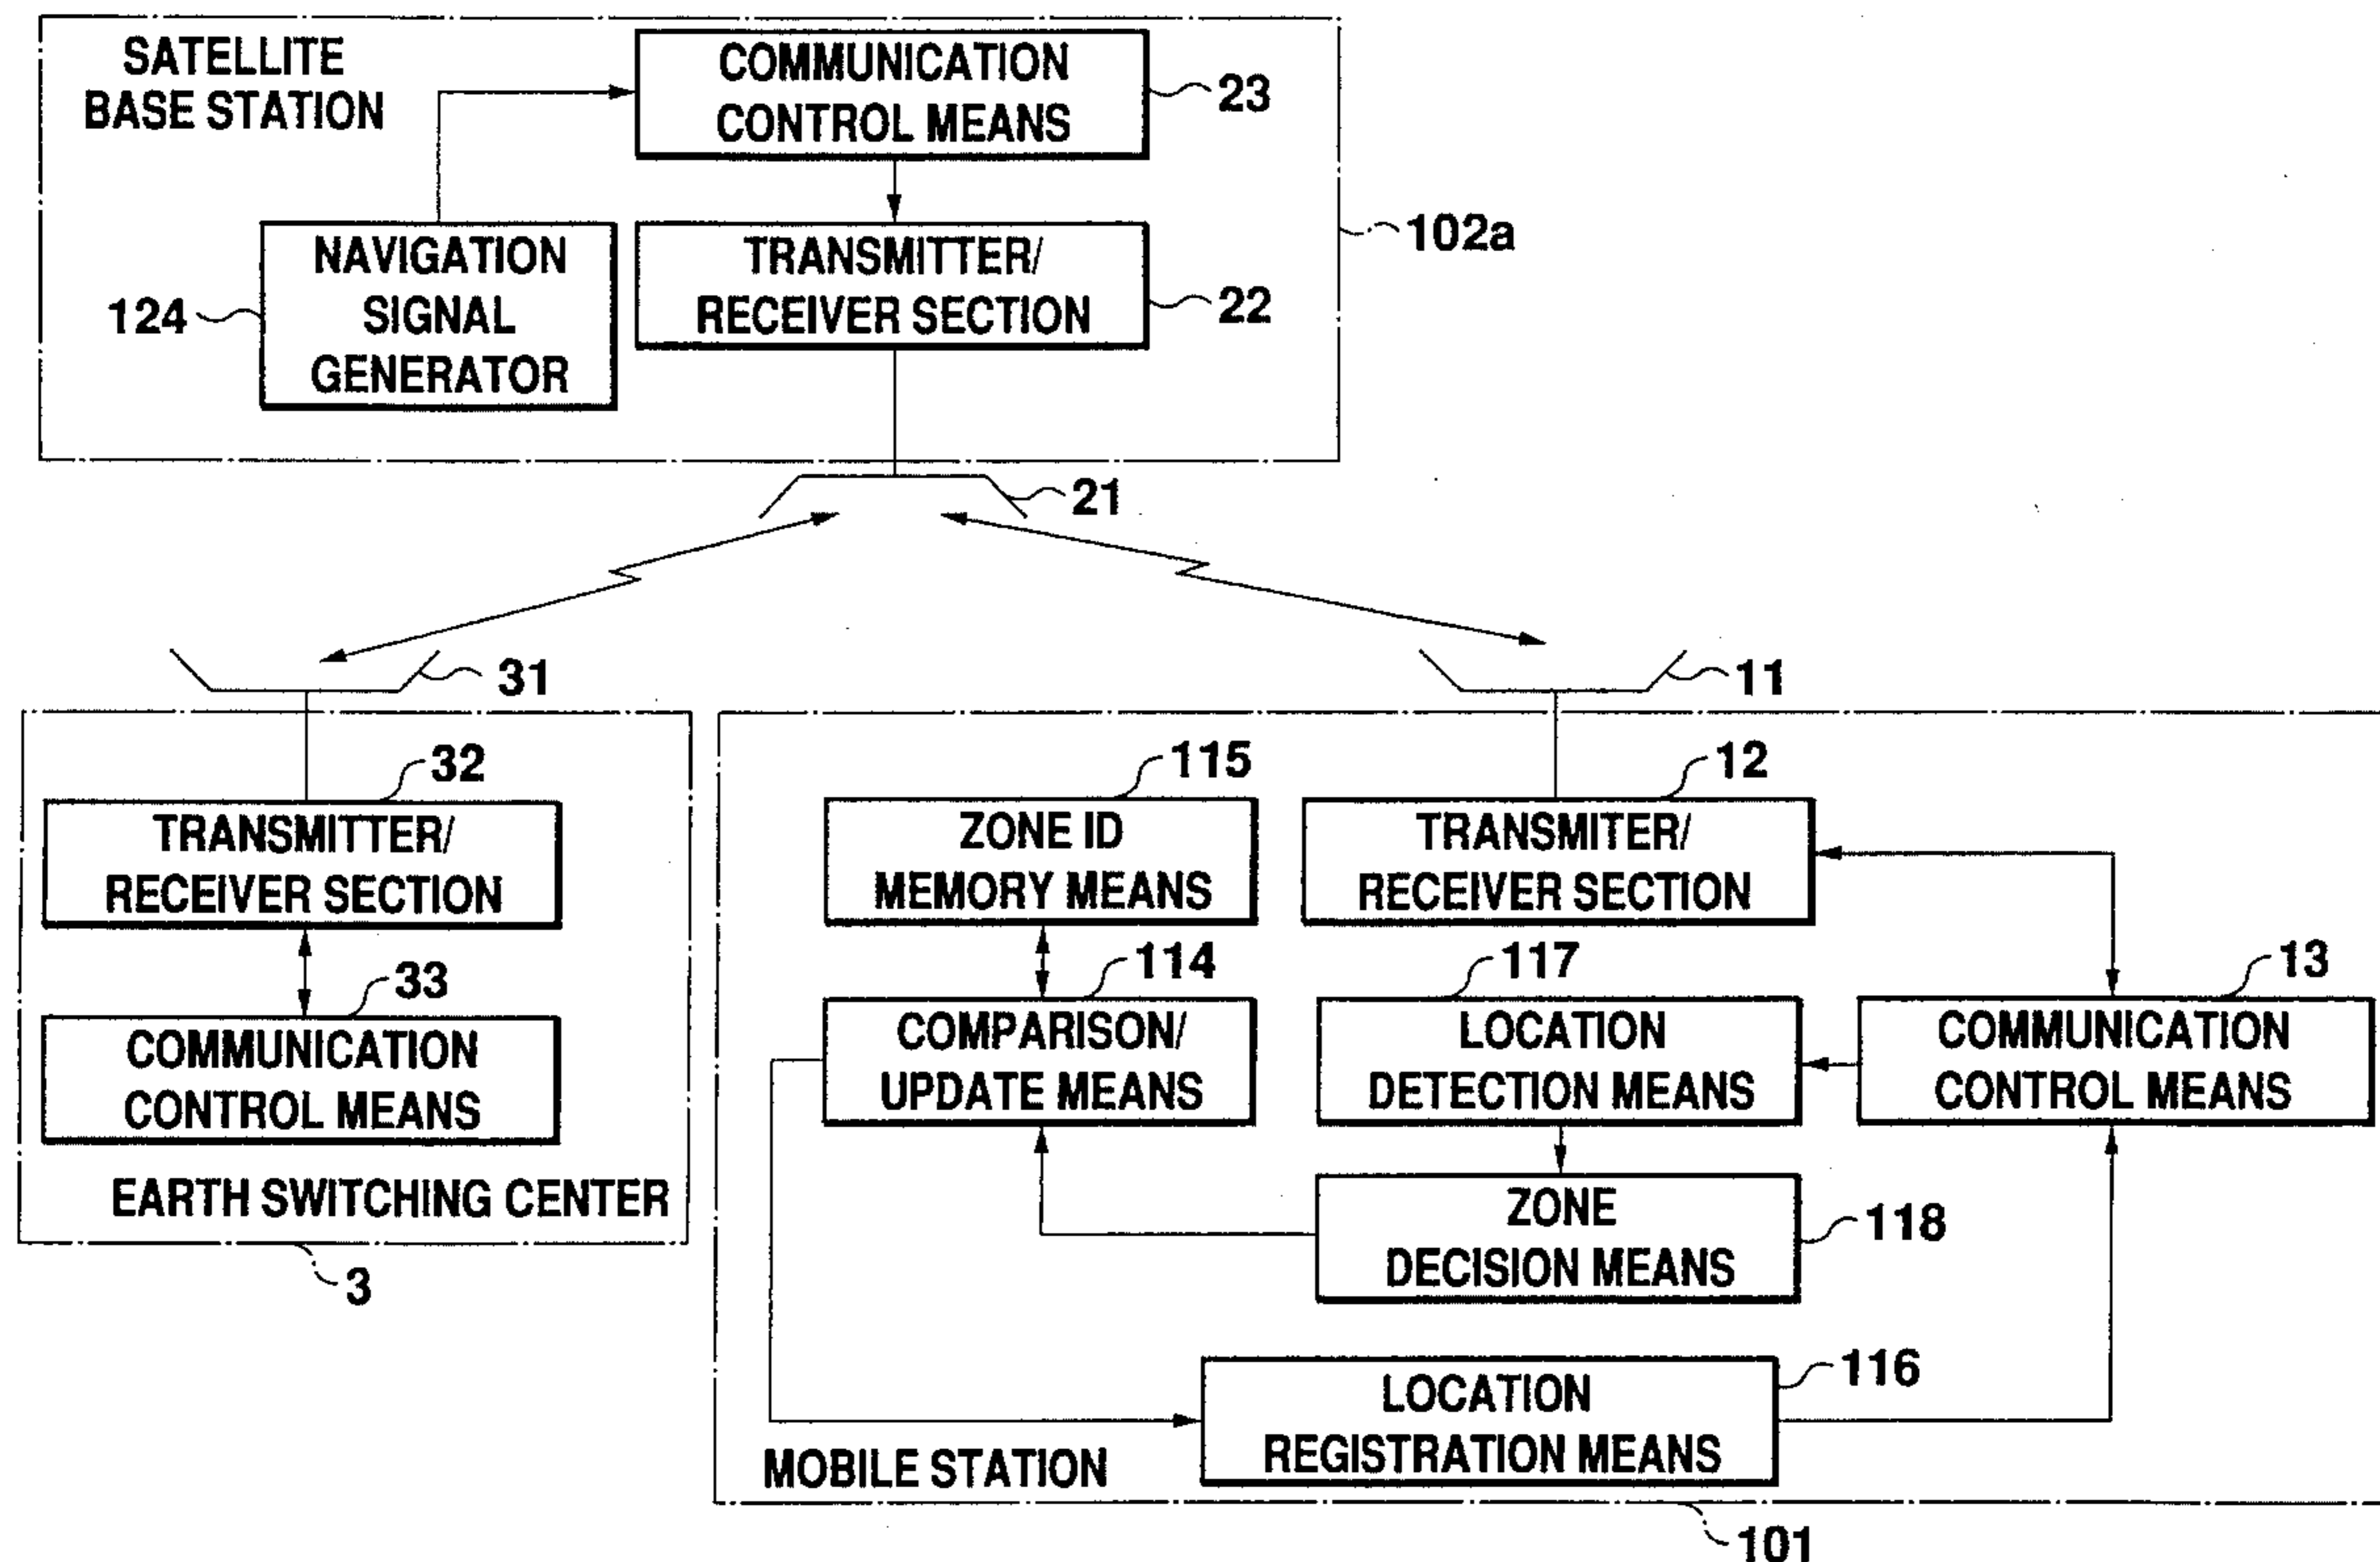 SATELLITE
BASE STATION
COMMUNICATION
CONTROL MEANS
23
NAVIGATION
SIGNAL
GENERATOR
124
TRANSMITTER/
RECEIVER SECTION
22
102a
21
31
11
32
TRANSMITTER/
RECEIVER SECTION
33
COMMUNICATION
CONTROL MEANS
EARTH SWITCHING CENTER
3
115
ZONE ID
MEMORY MEANS
12
TRANSMITER/
RECEIVER SECTION
114
COMPARISON/
UPDATE MEANS
117
LOCATION
DETECTION MEANS
13
COMMUNICATION
CONTROL MEANS
ZONE
DECISION MEANS
118
LOCATION
REGISTRATION MEANS
116
MOBILE STATION
101